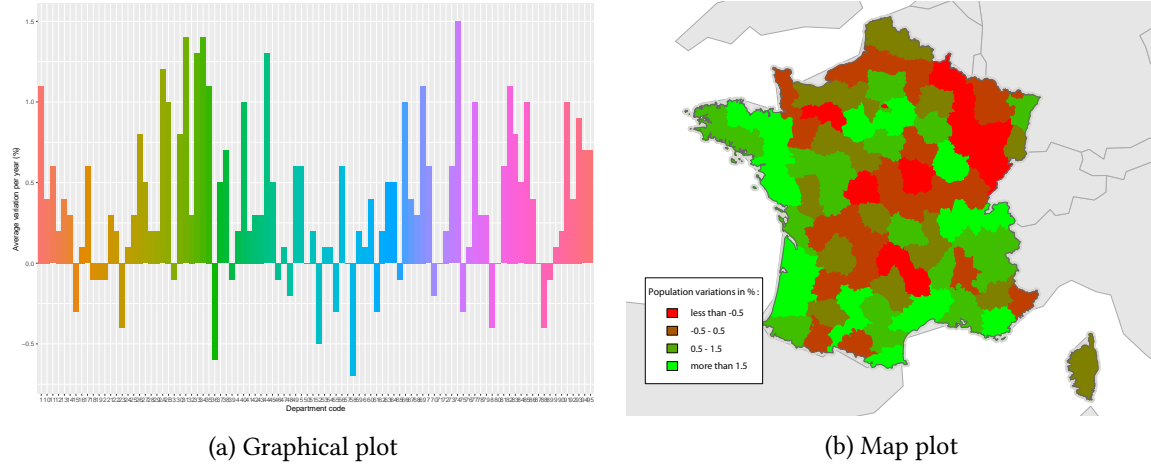 1.5
1.0
0.5
0.0
−0.5
Average variation per year (%)
Department code
Population variations in % :
less than -0.5
-0.5 - 0.5
0.5 - 1.5
more than 1.5
(a) Graphical plot
(b) Map plot